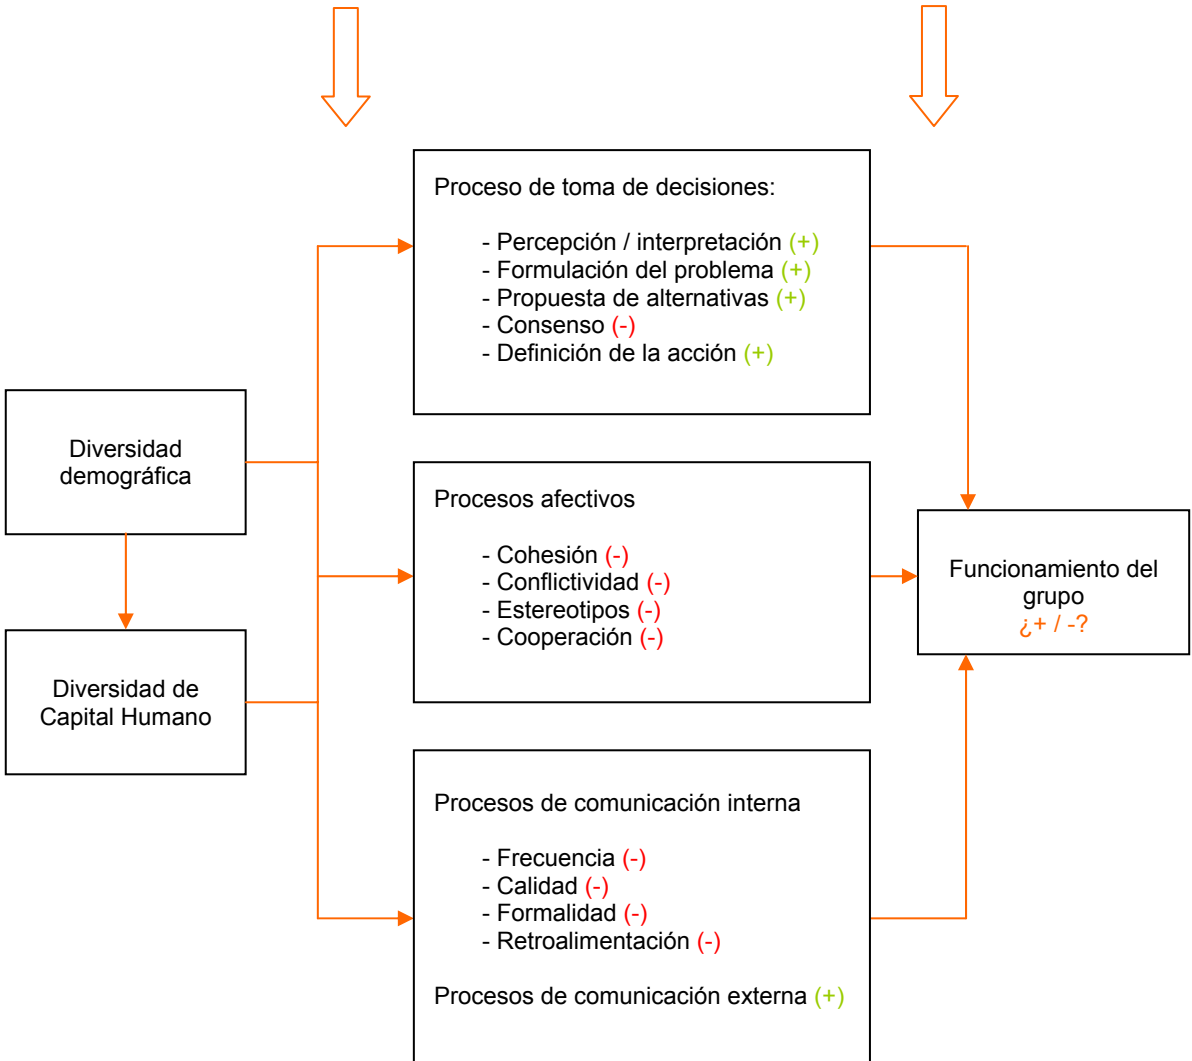 Proceso de toma de decisiones:
- Percepción / interpretación (+)
- Formulación del problema (+)
- Propuesta de alternativas (+)
- Consenso (-)
- Definición de la acción (+)
Diversidad
demográfica
Procesos afectivos
- Cohesión (-)
- Conflictividad (-)
- Estereotipos (-)
- Cooperación (-)
Funcionamiento del
grupo
¿+ / -?
Diversidad de
Capital Humano
Procesos de comunicación interna
- Frecuencia (-)
- Calidad (-)
- Formalidad (-)
- Retroalimentación (-)
Procesos de comunicación externa (+)